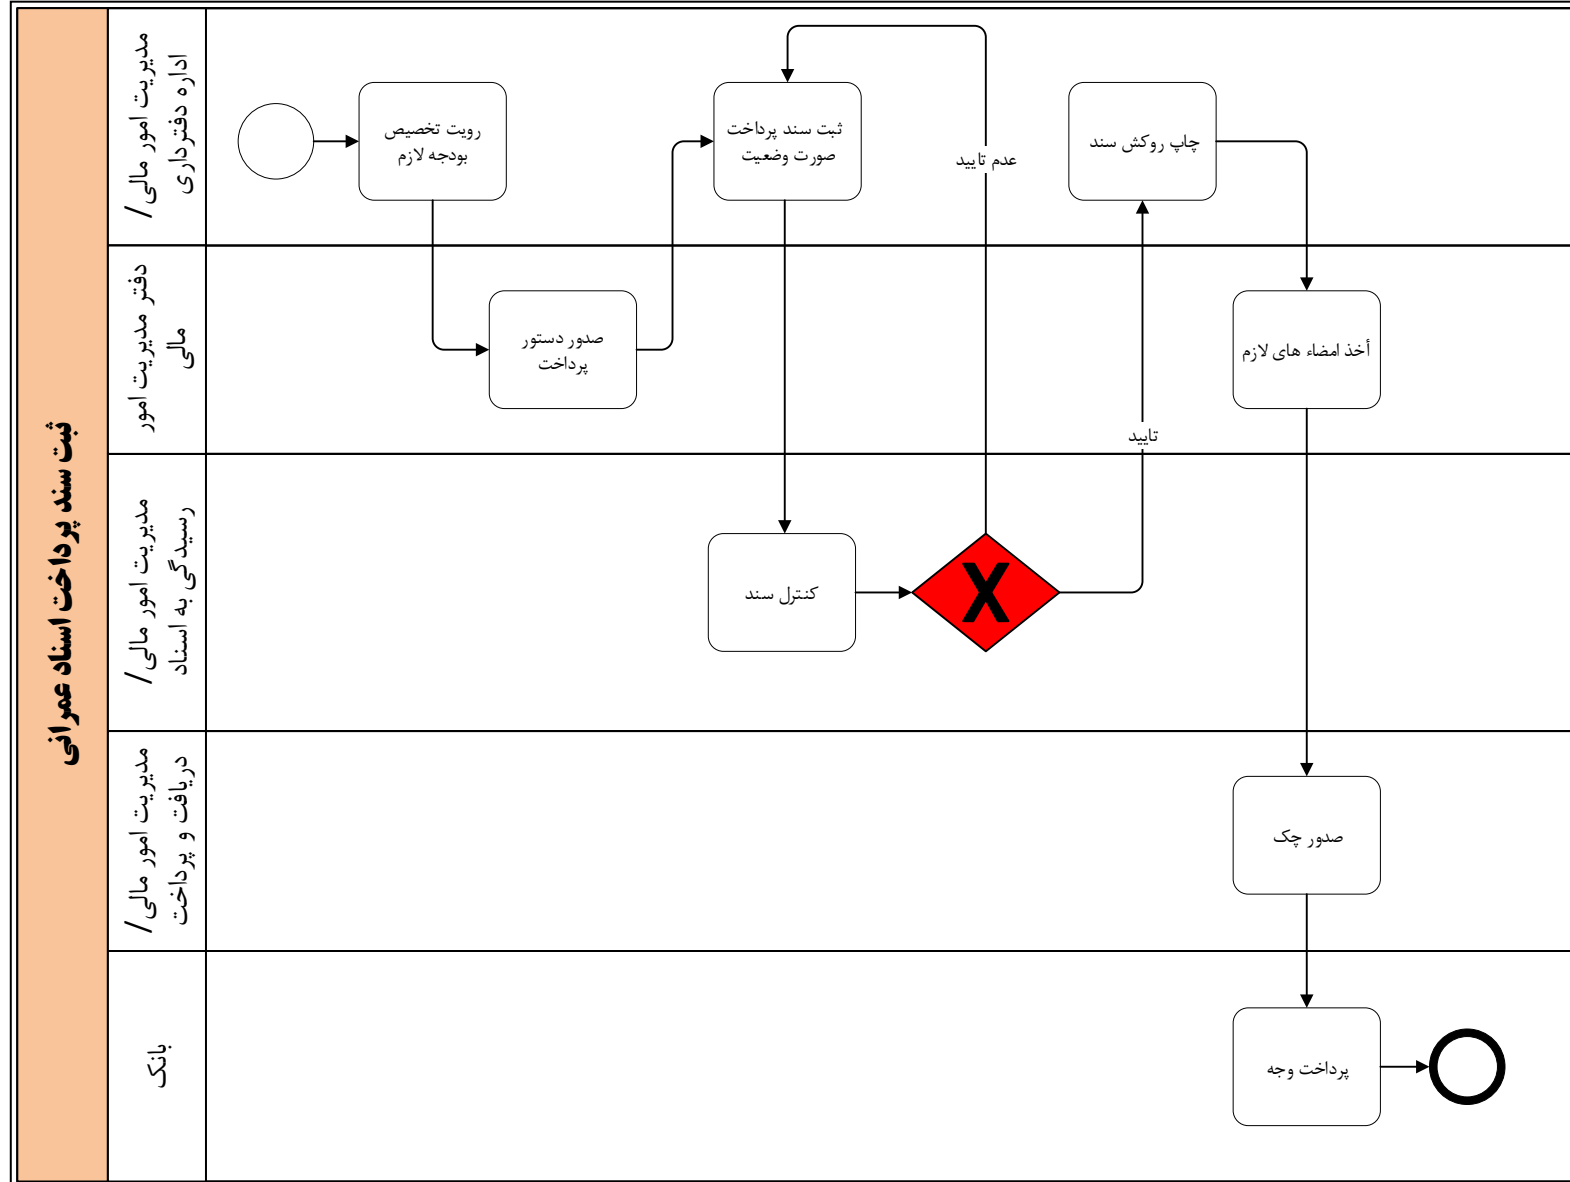 ثبت سند پرداخت اسناد عمرانی
مدیریت امور مالی /
اداره دفترداری
رویت تخصیص
بودجه لازم
ثبت سند پرداخت
صورت وضعیت
عدم تایید
چاپ روکش سند
دفتر مدیریت امور
مالی
صدور دستور
پرداخت
أخذ امضاء های لازم
تایید
مدیریت امور مالی /
رسیدگی به اسناد
کنترل سند
X
مدیریت امور مالی /
دریافت و پرداخت
صدور چک
بانک
پرداخت وجه